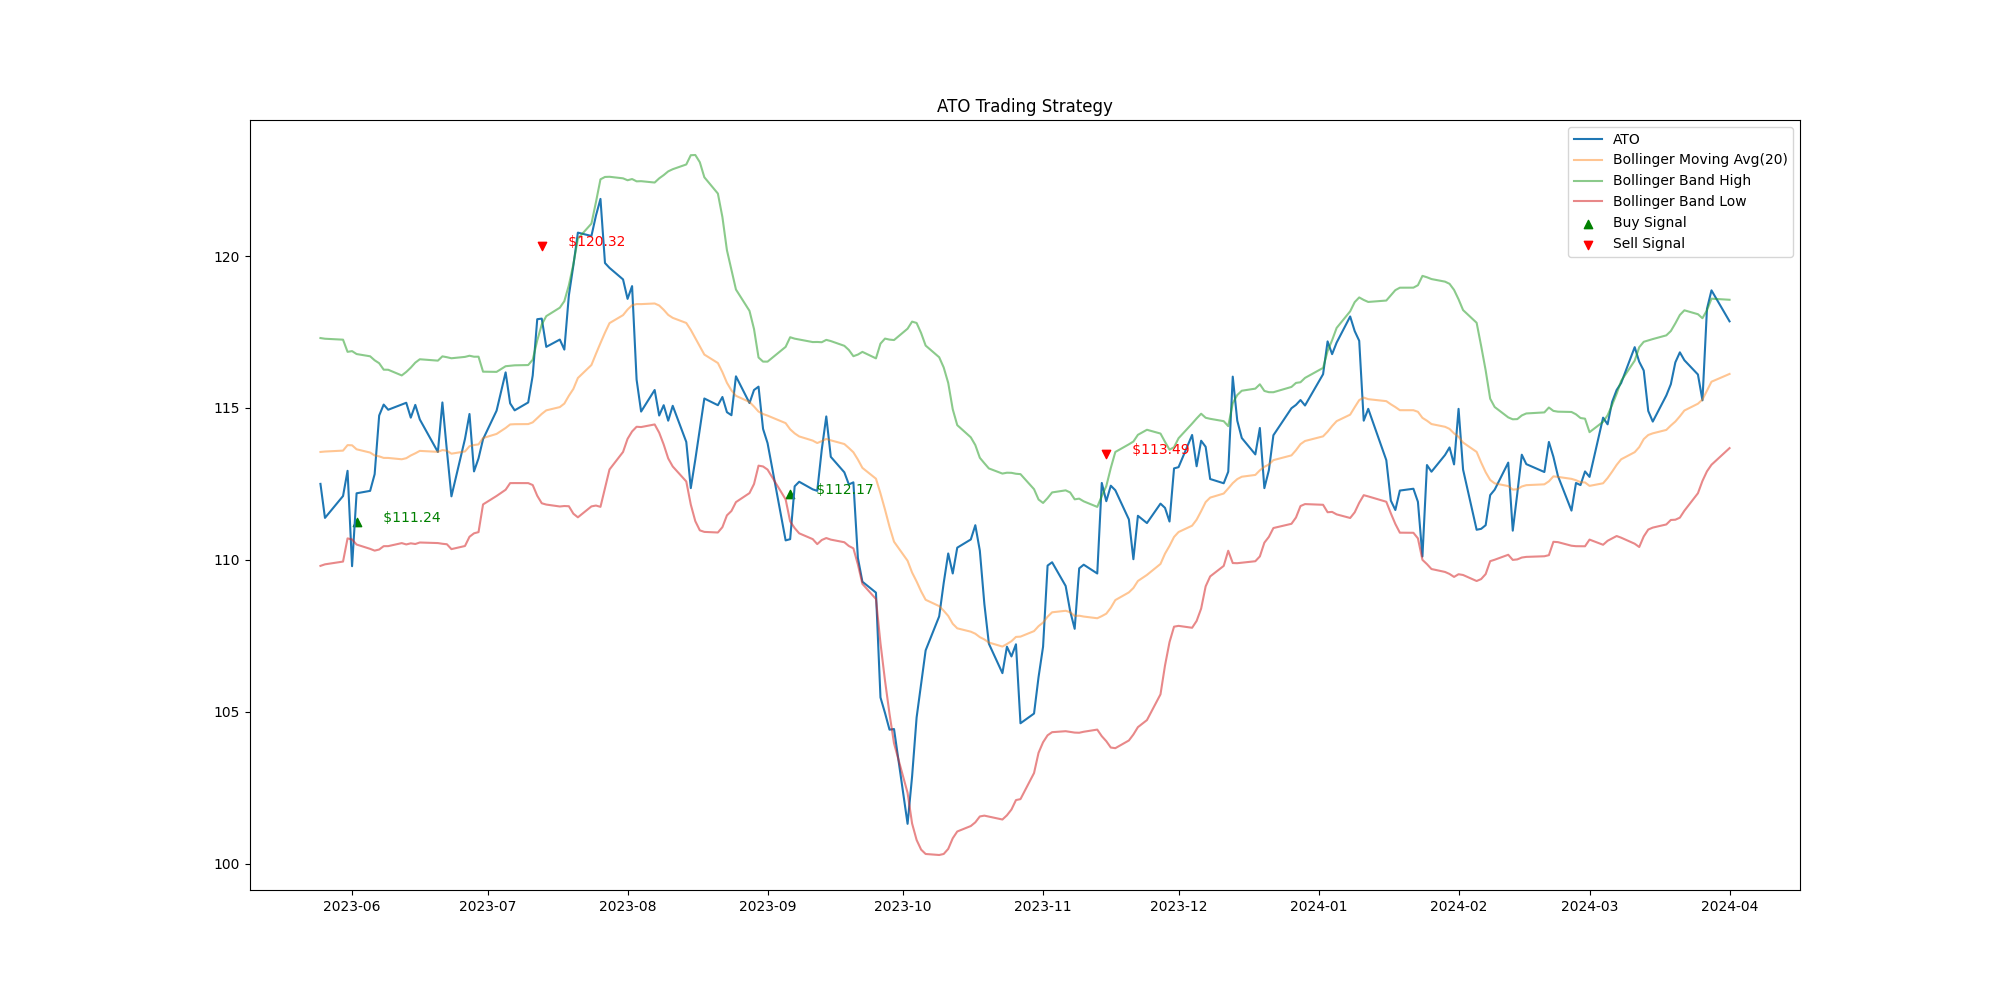 ATO Trading Strategy
ATO
Bollinger Moving Avg(20)
Bollinger Band High
Bollinger Band Low
Buy Signal
Sell Signal
$120.32
$113.49
$112.17
$111.24
120
115
110
105
100
2023-06 2023-07 2023-08 2023-09 2023-10 2023-11 2023-12 2024-01 2024-02 2024-03 2024-04